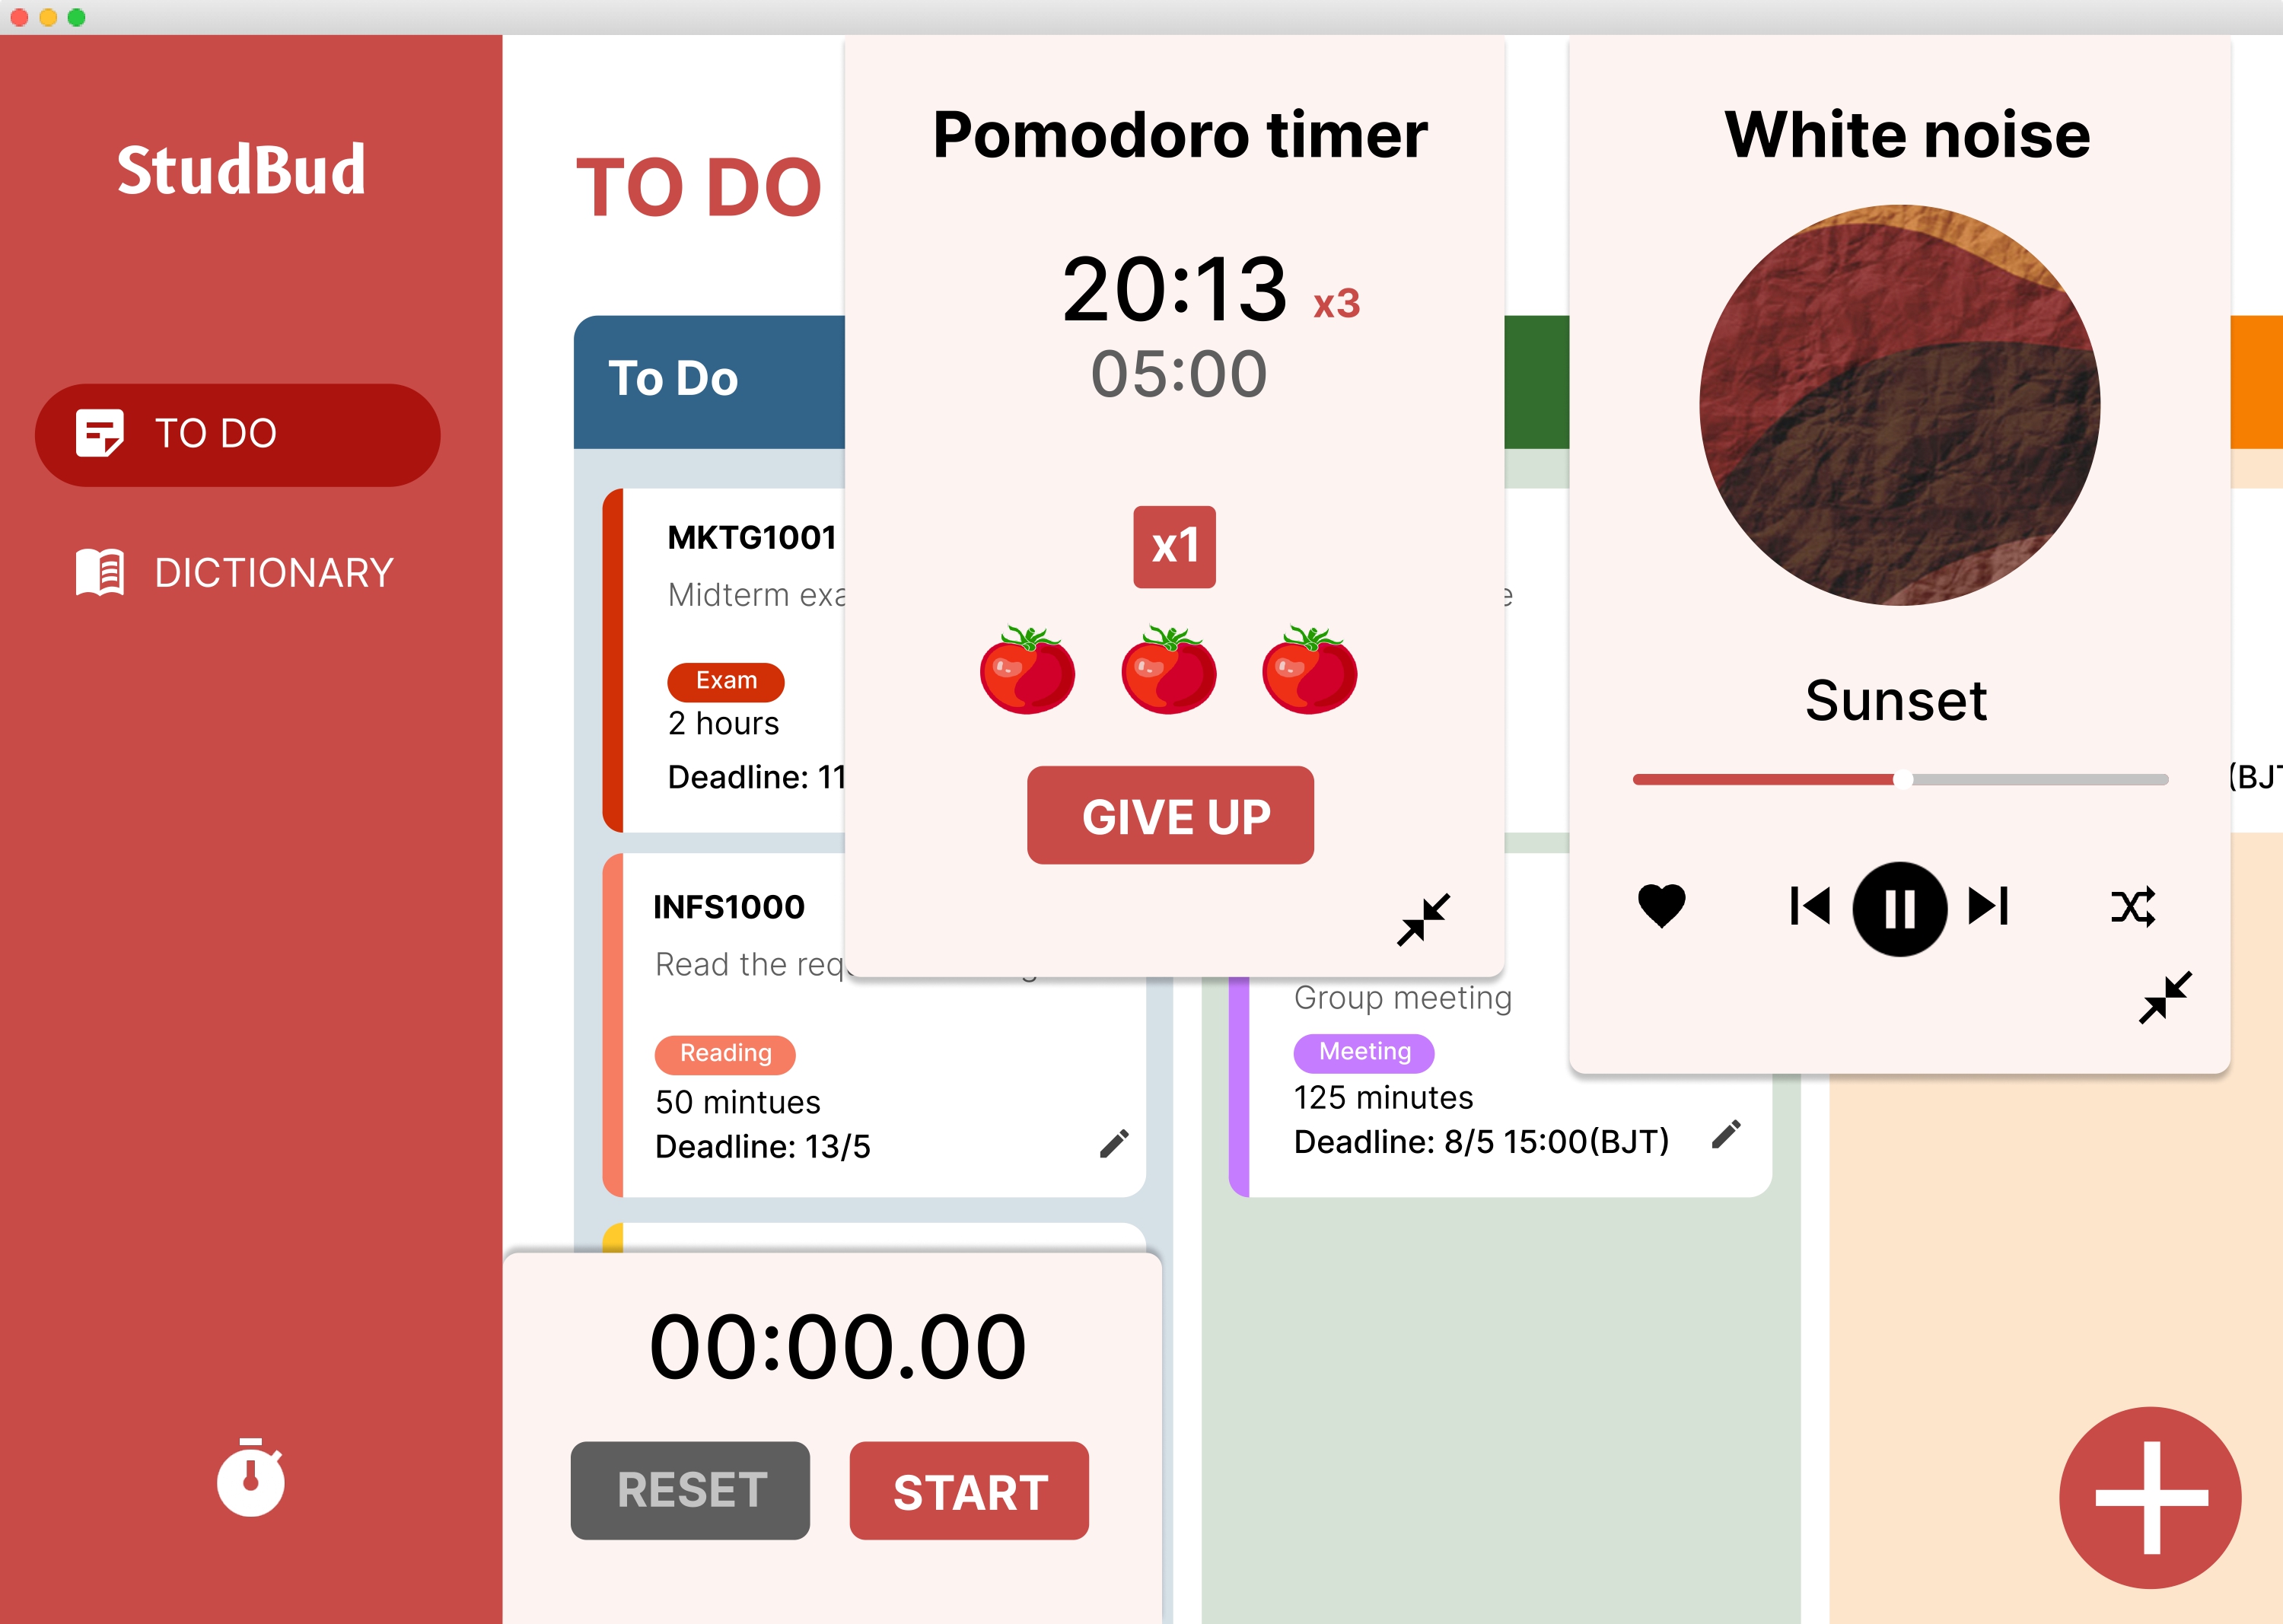 StudBud
TO DO
DICTIONARY
TO DO
To Do
MKTG1001
Midterm
Exam
2 hours
Deadline: 11
INFS1000
Read the
Reading
50 mintues
Deadline: 13/5
Pomodoro timer
20:13 x3
05:00
x1
GIVE UP
Group meeting
Meeting
125 minutes
Deadline: 8/5 15:00(BJT)
White noise
Sunset
(BJT
00:00.00
RESET
START